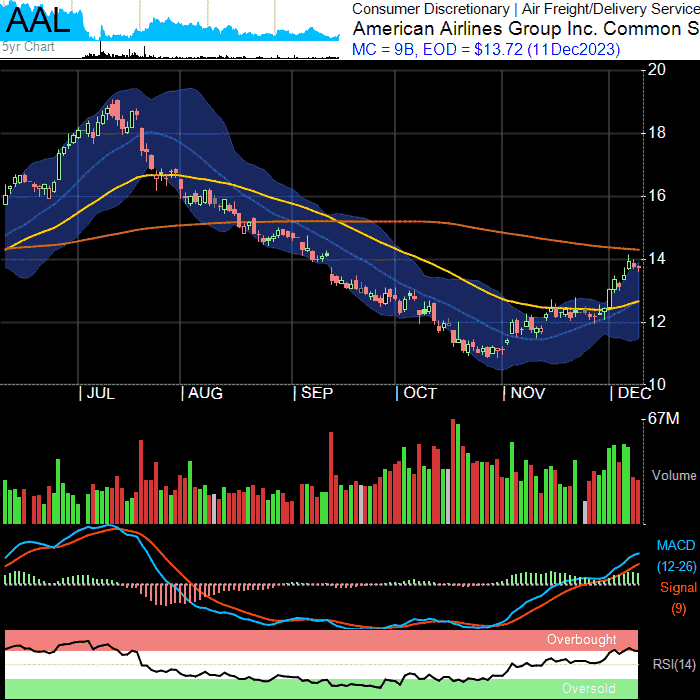 AAL
5yr Chart
Consumer Discretionary | Air Freight/Delivery Service
American Airlines Group Inc. Common S
MC = 9B, EOD = $13.72 (11Dec2023)
20
18
16
14
12
10
| JUL | AUG | SEP | OCT | NOV | DEC
67M
Volume
MACD
(12-26)
Signal
(9)
Overbought
RSI(14)
Oversold